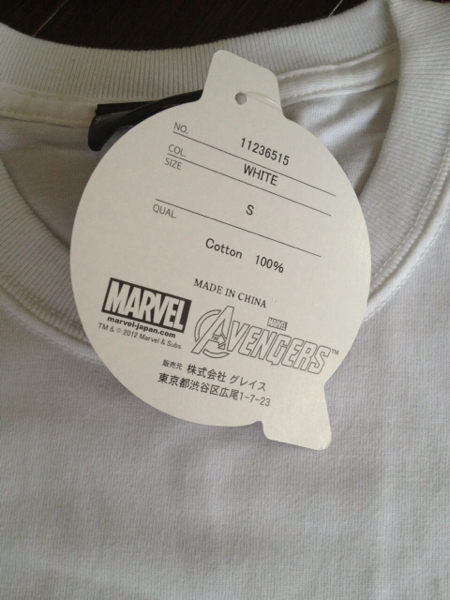 NO. 11236515
COL. WHITE
SIZE S
QUAL. Cotton 100%
MADE IN CHINA
MARVEL
marvel-japan.com
TM & © 2012 Marvel & Subs.
MARVEL
AVENGERS™
販売元 株式会社 グレイス
東京都渋谷区広尾1-7-23